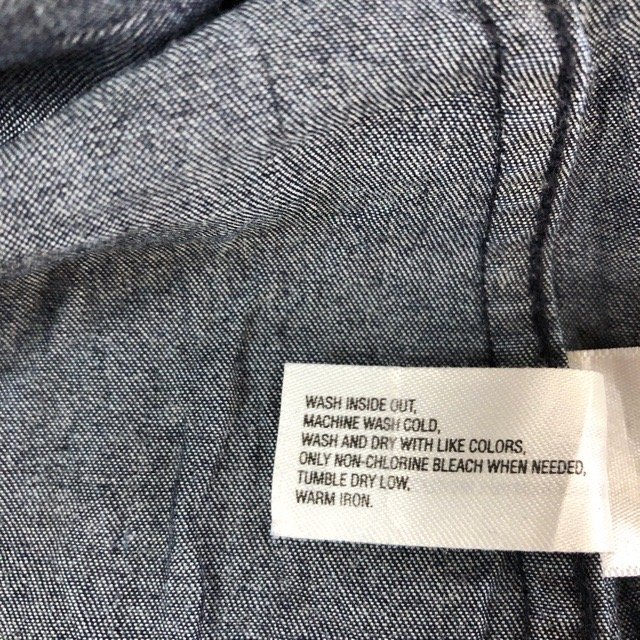 WASH INSIDE OUT,
MACHINE WASH COLD,
WASH AND DRY WITH LIKE COLORS,
ONLY NON-CHLORINE BLEACH WHEN NEEDED,
TUMBLE DRY LOW,
WARM IRON.